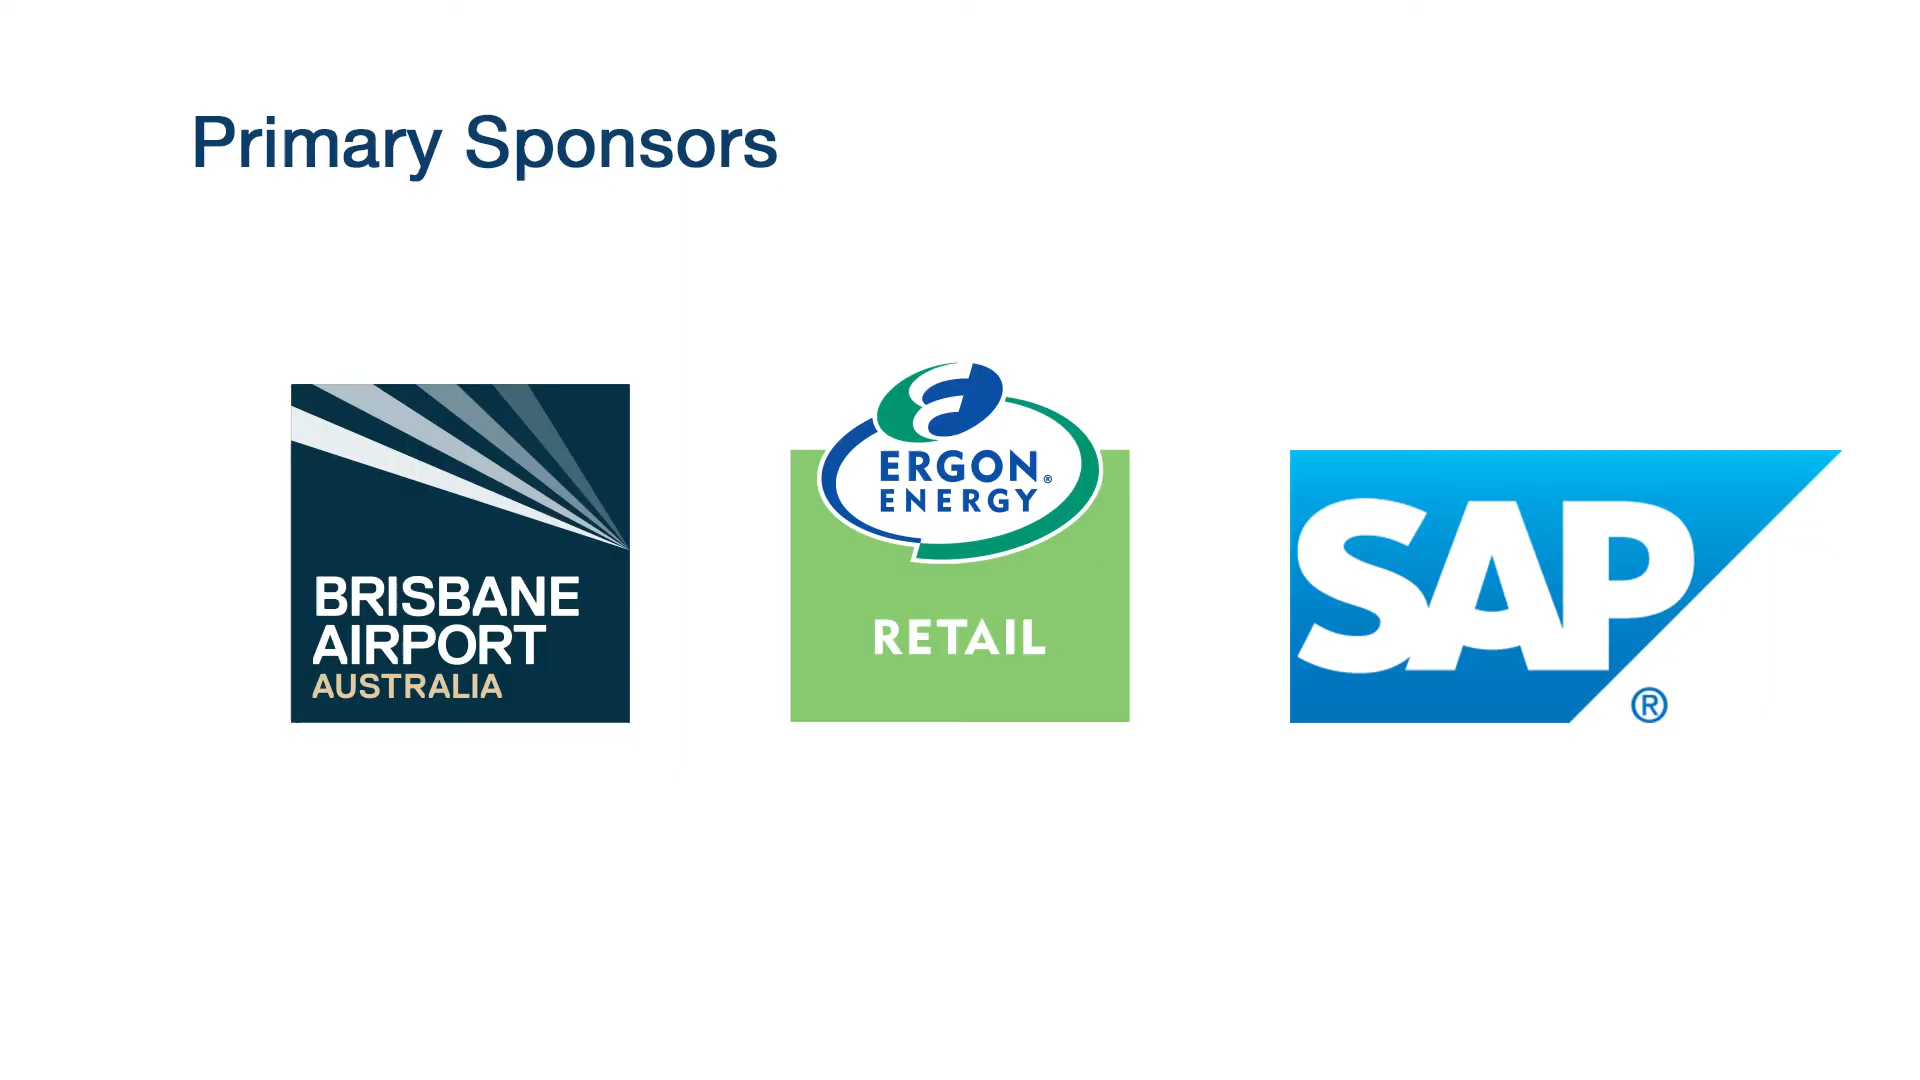 Primary Sponsors
BRISBANE
AIRPORT
AUSTRALIA
ERGON®
ENERGY
RETAIL
SAP
®